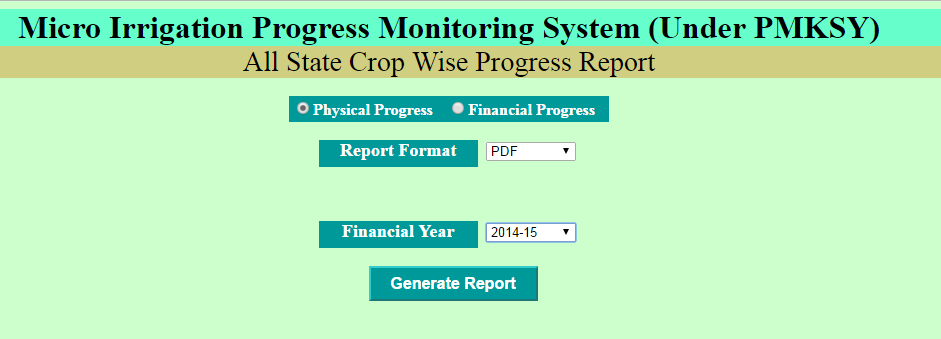 Micro Irrigation Progress Monitoring System (Under PMKSY)
All State Crop Wise Progress Report
Physical Progress Financial Progress
Report Format PDF
Financial Year 2014-15
Generate Report